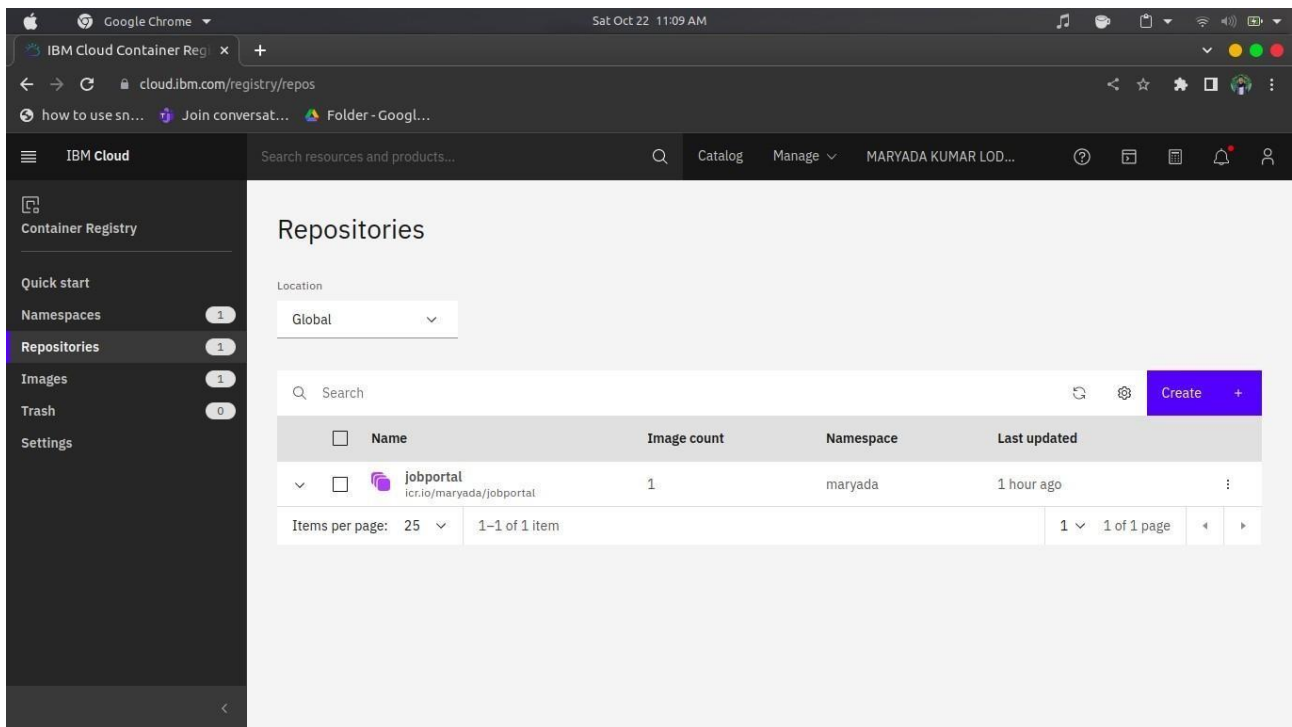 Google Chrome
Sat Oct 22 11:09 AM
IBM Cloud Container Reg
cloud.ibm.com/registry/repos
how to use sn...
Join conversat...
Folder - Googl...
IBM Cloud
Search resources and products...
Catalog
Manage
MARYADA KUMAR LOD...
Container Registry
Quick start
Namespaces 1
Repositories 1
Images 1
Trash 0
Settings
Repositories
Location
Global
Search
Create +
Name Image count Namespace Last updated
jobportal 1 maryada 1 hour ago
icr.io/maryada/jobportal
Items per page: 25 1–1 of 1 item 1 1 of 1 page